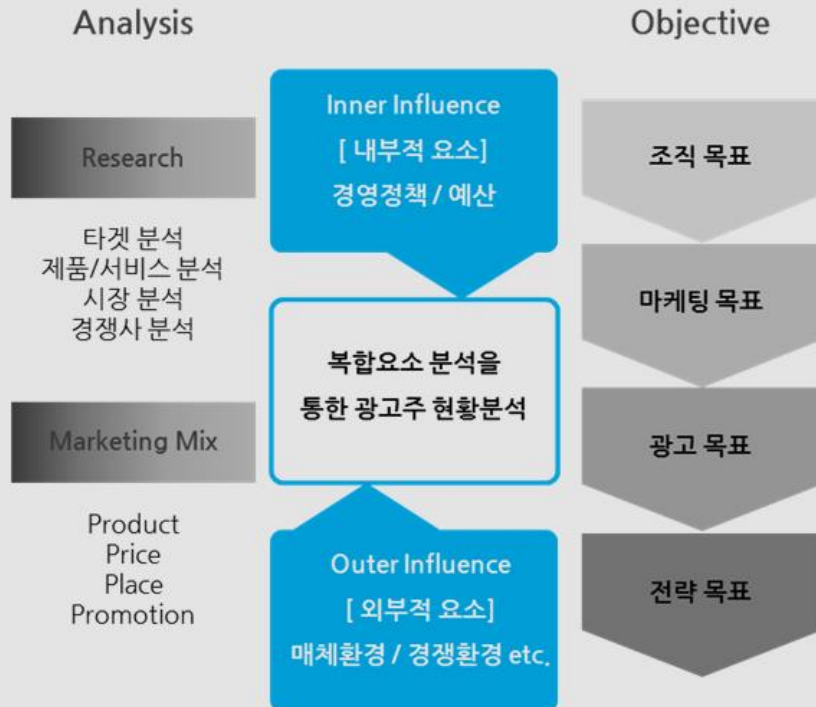 Analysis
Research
타겟 분석
제품/서비스 분석
시장 분석
경쟁사 분석
Marketing Mix
Product
Price
Place
Promotion
Inner Influence
[ 내부적 요소]
경영정책 / 예산
복합요소 분석을
통한 광고주 현황분석
Outer Influence
[ 외부적 요소]
매체환경 / 경쟁환경 etc.
Objective
조직 목표
마케팅 목표
광고 목표
전략 목표